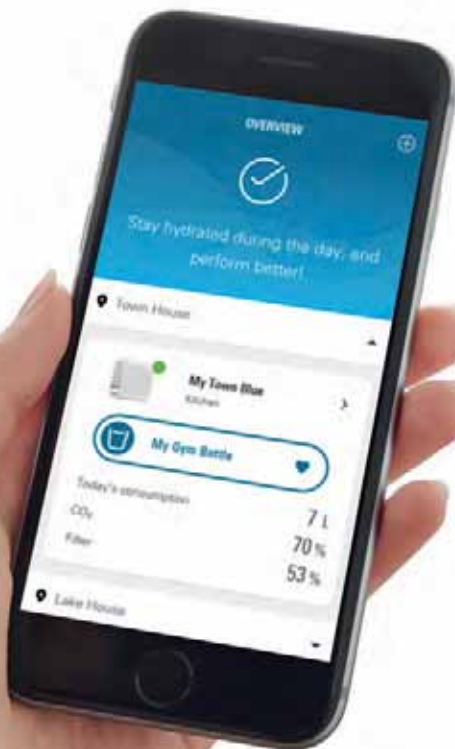 OVERVIEW
Stay hydrated during the day, and
perform better!
Town House
My Town Blue
Kitchen
My Gym Bottle
Today's consumption 7 L
CO₂ 70 %
Filter 53 %
Lake House